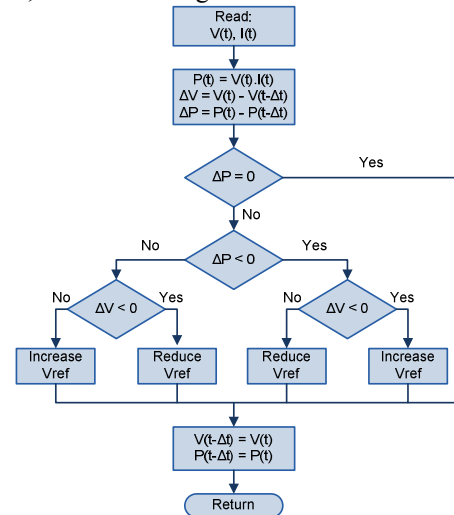 Read:
V(t), I(t)
P(t) = V(t).I(t)
ΔV = V(t) - V(t-Δt)
ΔP = P(t) - P(t-Δt)
ΔP = 0
Yes
No
ΔP < 0
No
Yes
ΔV < 0
No
Yes
ΔV < 0
No
Yes
Increase
Vref
Reduce
Vref
Reduce
Vref
Increase
Vref
V(t-Δt) = V(t)
P(t-Δt) = P(t)
Return